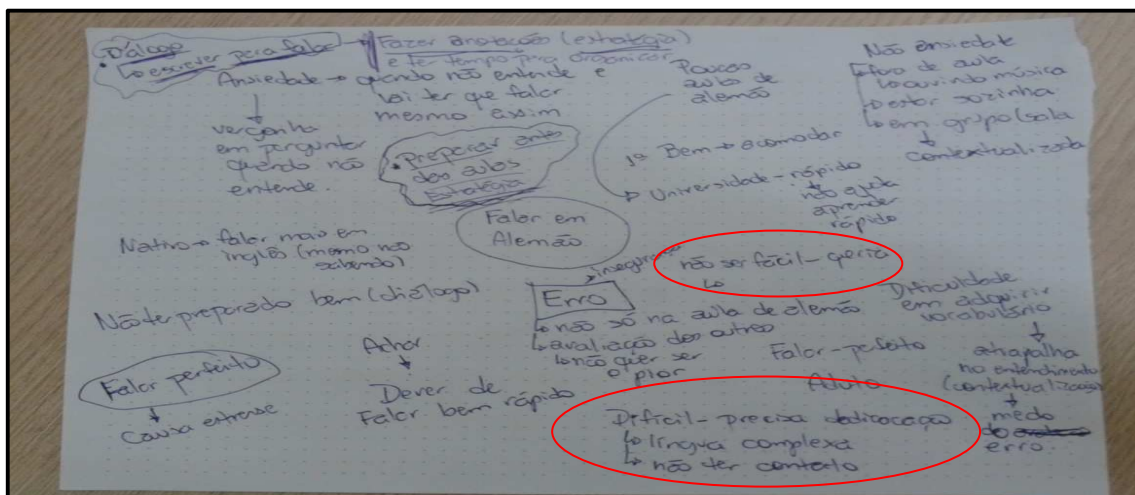 Diálogo
↳ escrever para falar → Fazer anotação (estratégia)
e ter tempo pra organizar
Ansiedade → quando não entende e
vai ter que falar
mesmo assim
↓
vergonha
em perguntar
quando não
entende.
• Preparar antes
das aulas
Estratégia
Poucas
aulas de
alemão
1º Bem → acomodar
Universidade - rápido
↓
não ajuda
aprender
rápido
Não ansiedade
↳ fora de aula
↳ ouvindo música
↳ estar sozinha
↳ em grupo (sala
↓
contextualizada
Falar em
Alemão
Nativo → falar mais em
inglês (mesmo não
sabendo)
Não ter preparado bem (diálogo)
Falar perfeito
↓
Causa estresse
Achar
↓
Dever de
Falar bem rápido
Erro → insegurança
↳ não só na aula de alemão
↳ avaliação dos outros
↳ não quer ser
o pior
não ser fácil - queria
↳
Falar - perfeito
Aduto
Dificuldade
em adquirir
vocabulário
↓
atrapalha
no entendimento
↓
medo
erro.
Difícil - precisa dedicacação
↳ língua complexa
↳ não ter contexto